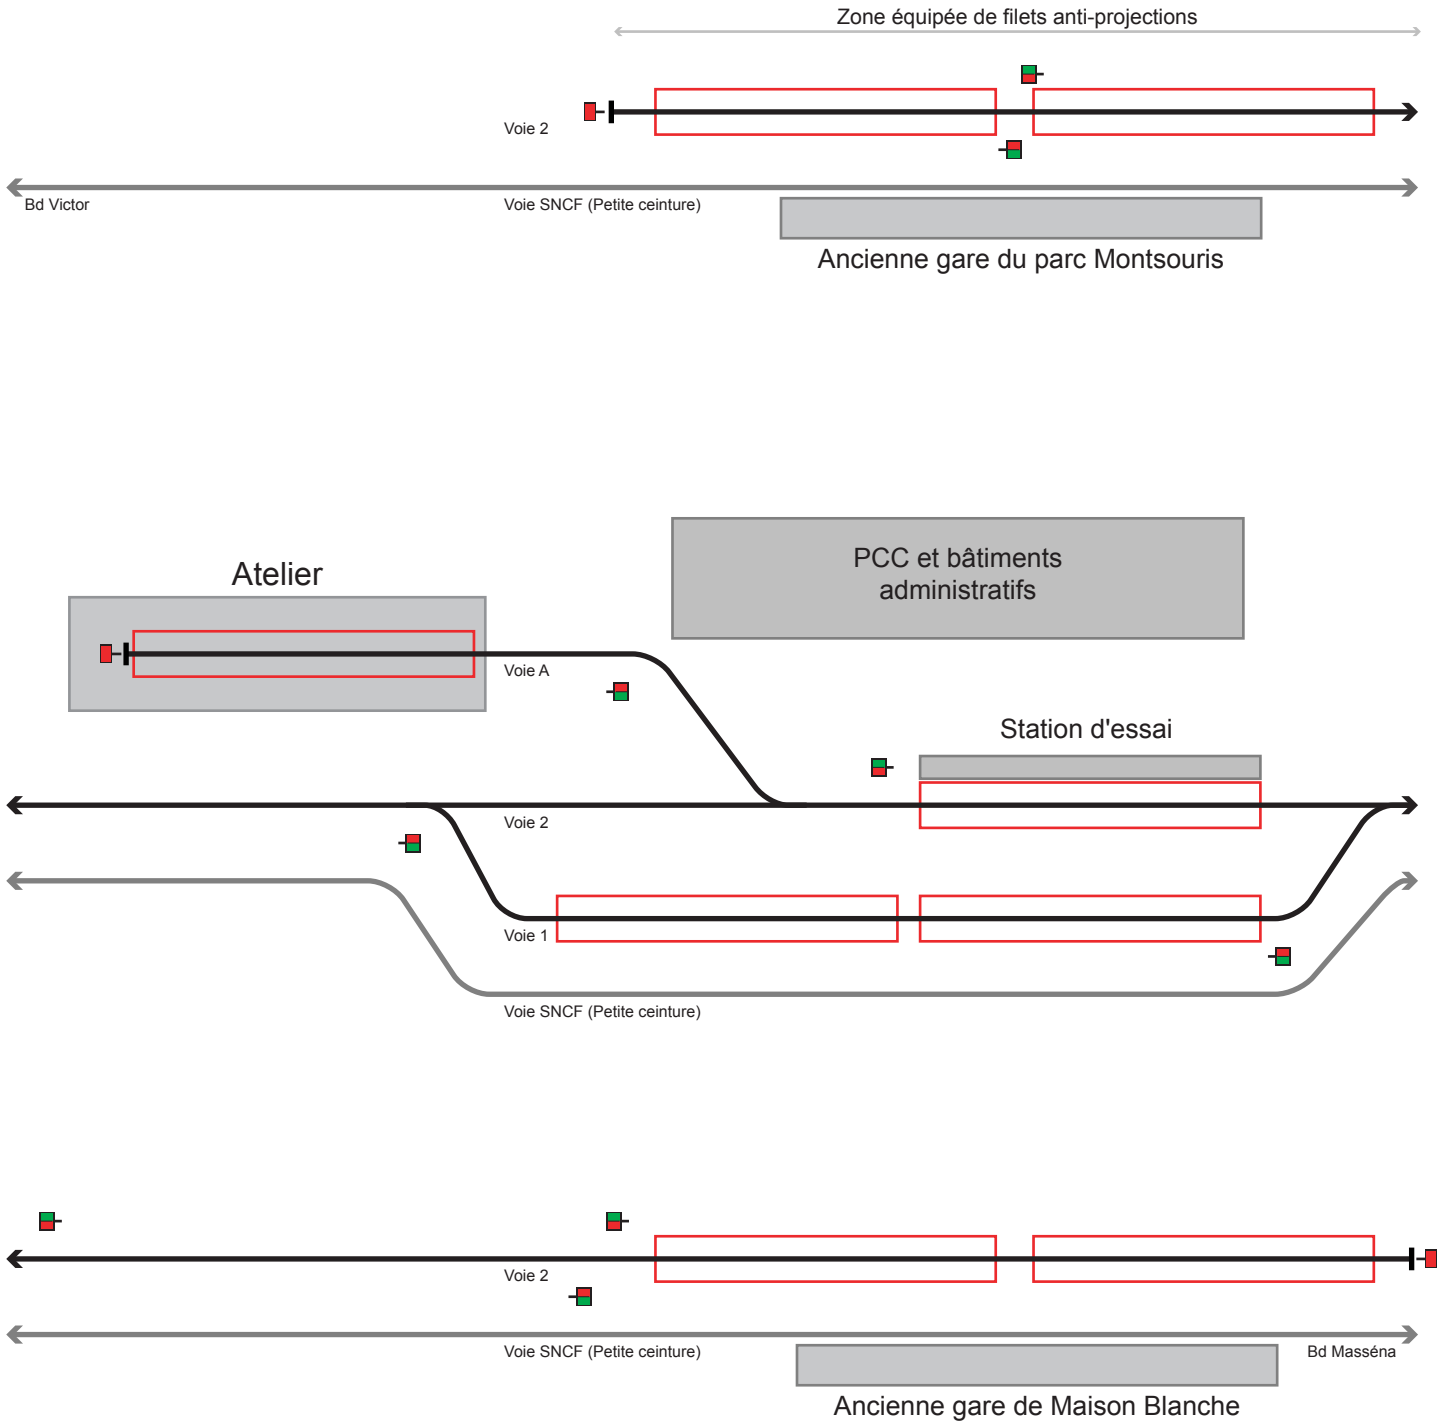 Zone équipée de filets anti-projections
Voie 2
Bd Victor
Voie SNCF (Petite ceinture)
Ancienne gare du parc Montsouris
PCC et bâtiments
administratifs
Atelier
Voie A
Station d'essai
Voie 2
Voie 1
Voie SNCF (Petite ceinture)
Voie 2
Voie SNCF (Petite ceinture)
Bd Masséna
Ancienne gare de Maison Blanche